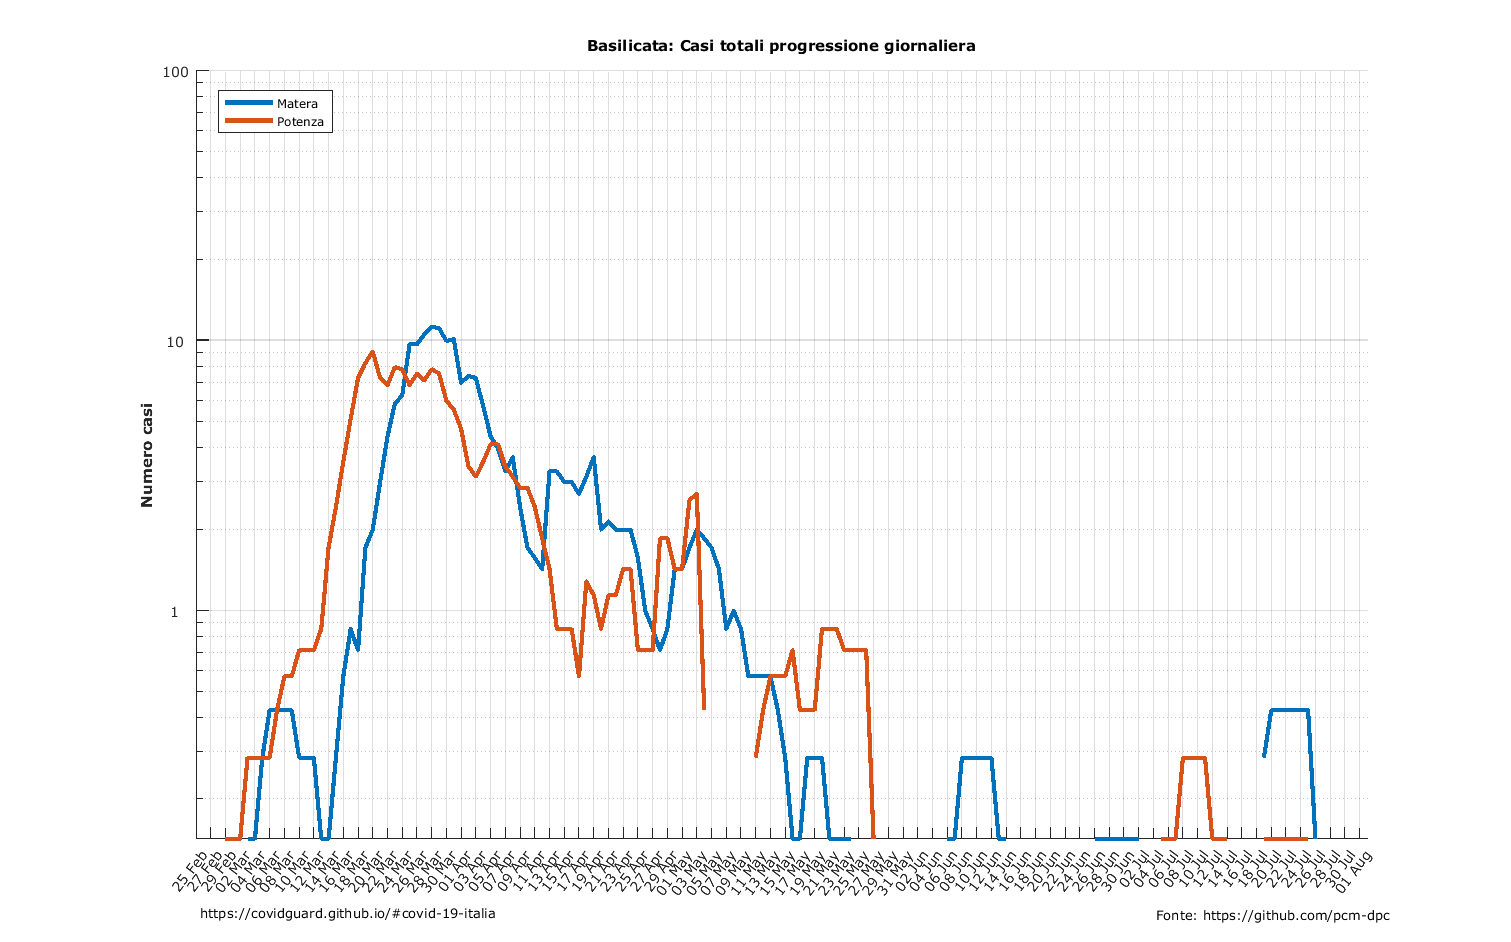 Basilicata: Casi totali progressione giornaliera
100
10
1
Numero casi
Matera
Potenza
25 Feb
27 Feb
29 Feb
02 Mar
04 Mar
06 Mar
08 Mar
10 Mar
12 Mar
14 Mar
16 Mar
18 Mar
20 Mar
22 Mar
24 Mar
26 Mar
28 Mar
30 Mar
01 Apr
03 Apr
05 Apr
07 Apr
09 Apr
11 Apr
13 Apr
15 Apr
17 Apr
19 Apr
21 Apr
23 Apr
25 Apr
27 Apr
29 Apr
01 May
03 May
05 May
07 May
09 May
11 May
13 May
15 May
17 May
19 May
21 May
23 May
25 May
27 May
29 May
31 May
02 Jun
04 Jun
06 Jun
08 Jun
10 Jun
12 Jun
14 Jun
16 Jun
18 Jun
20 Jun
22 Jun
24 Jun
26 Jun
28 Jun
30 Jun
02 Jul
04 Jul
06 Jul
08 Jul
10 Jul
12 Jul
14 Jul
16 Jul
18 Jul
20 Jul
22 Jul
24 Jul
26 Jul
28 Jul
30 Jul
01 Aug
https://covidguard.github.io/#covid-19-italia
Fonte: https://github.com/pcm-dpc